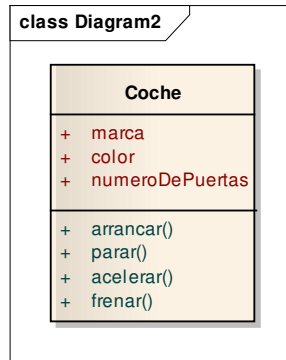 class Diagram2
Coche
+ marca
+ color
+ numeroDePuertas
+ arrancar()
+ parar()
+ acelerar()
+ frenar()